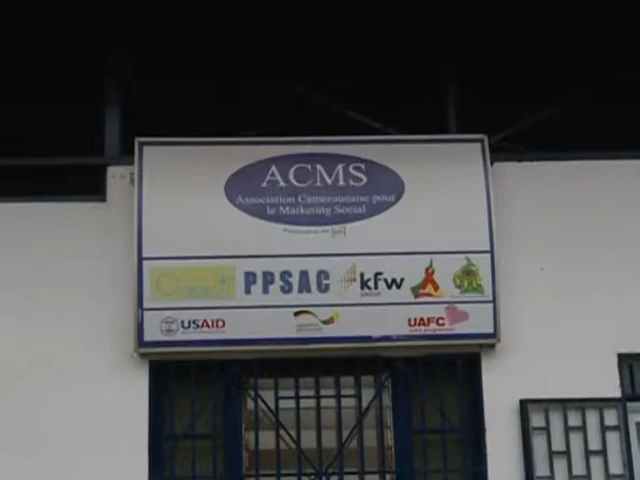 ACMS
Association Camerounaise pour
le Marketing Social
PPSAC
kfw
USAID
UAFC